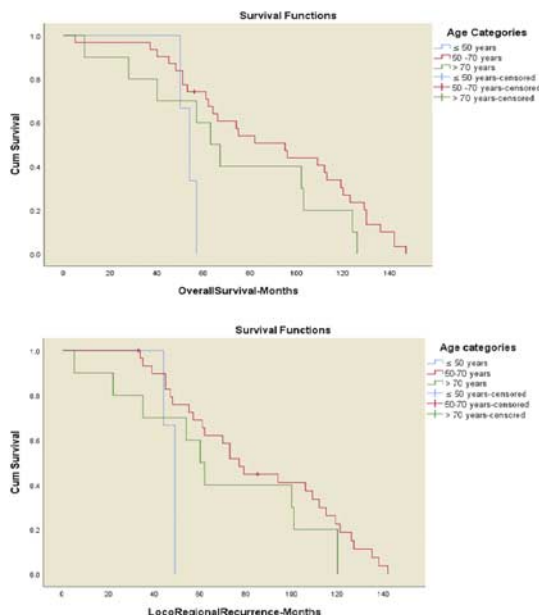 Survival Functions
Cum Survival
1.0
0.8
0.6
0.4
0.2
0.0
0 20 40 60 80 100 120 140
OverallSurvival-Months
Age Categories
≤ 50 years
50 -70 years
> 70 years
≤ 50 years-censored
50 -70 years-censored
> 70 years-censored
Survival Functions
Cum Survival
1.0
0.8
0.6
0.4
0.2
0.0
0 20 40 60 80 100 120 140
LocoRegionalRecurrence-Months
Age categories
≤ 50 years
50-70 years
> 70 years
≤ 50 years-censored
50-70 years-censored
> 70 years-censored